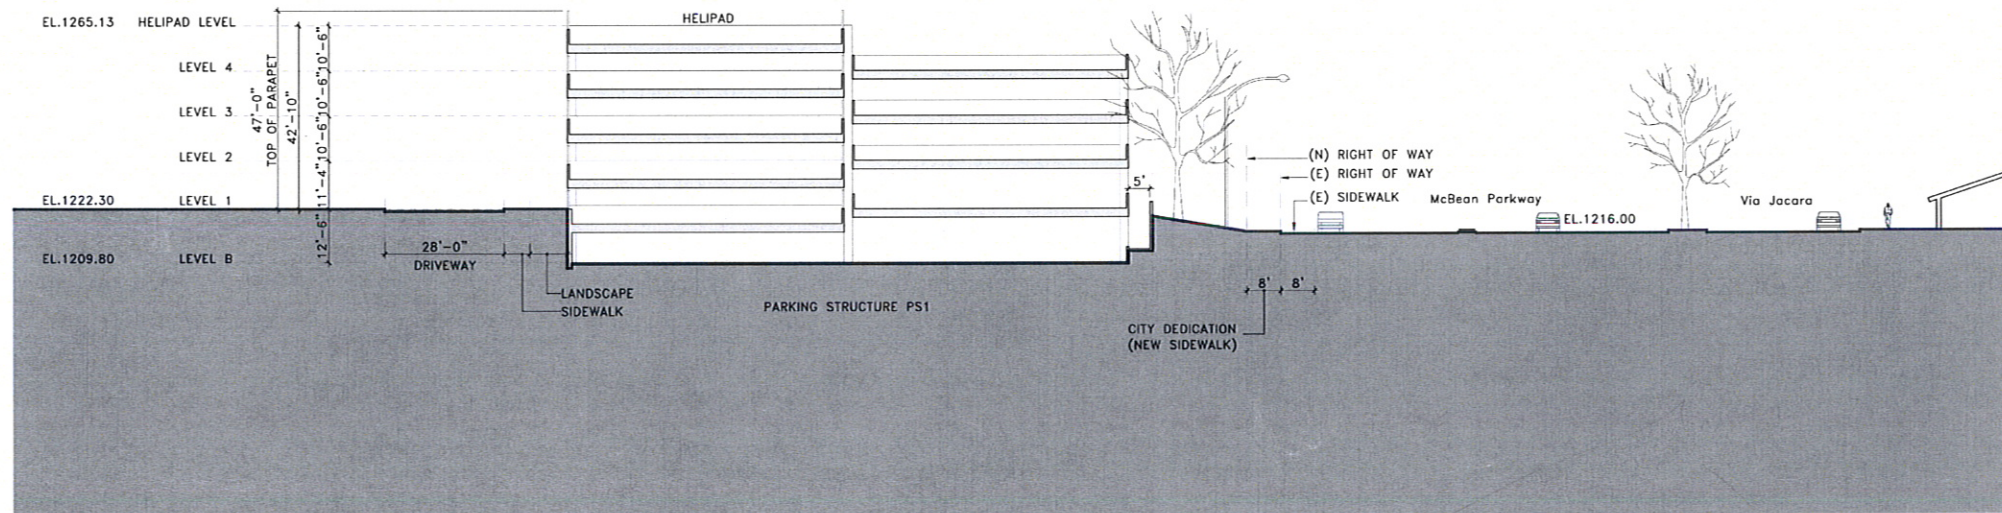 EL.1265.13 HELIPAD LEVEL
HELIPAD
LEVEL 4
LEVEL 3
LEVEL 2
EL.1222.30 LEVEL 1
EL.1209.80 LEVEL B
47'-0"
TOP OF PARAPET
42'-10"
10'-6"
10'-6"
10'-6"
11'-4"
12'-6"
28'-0"
DRIVEWAY
LANDSCAPE
SIDEWALK
PARKING STRUCTURE PS1
5'
(N) RIGHT OF WAY
(E) RIGHT OF WAY
(E) SIDEWALK
McBean Parkway
EL.1216.00
Via Jacara
8' 8'
CITY DEDICATION
(NEW SIDEWALK)